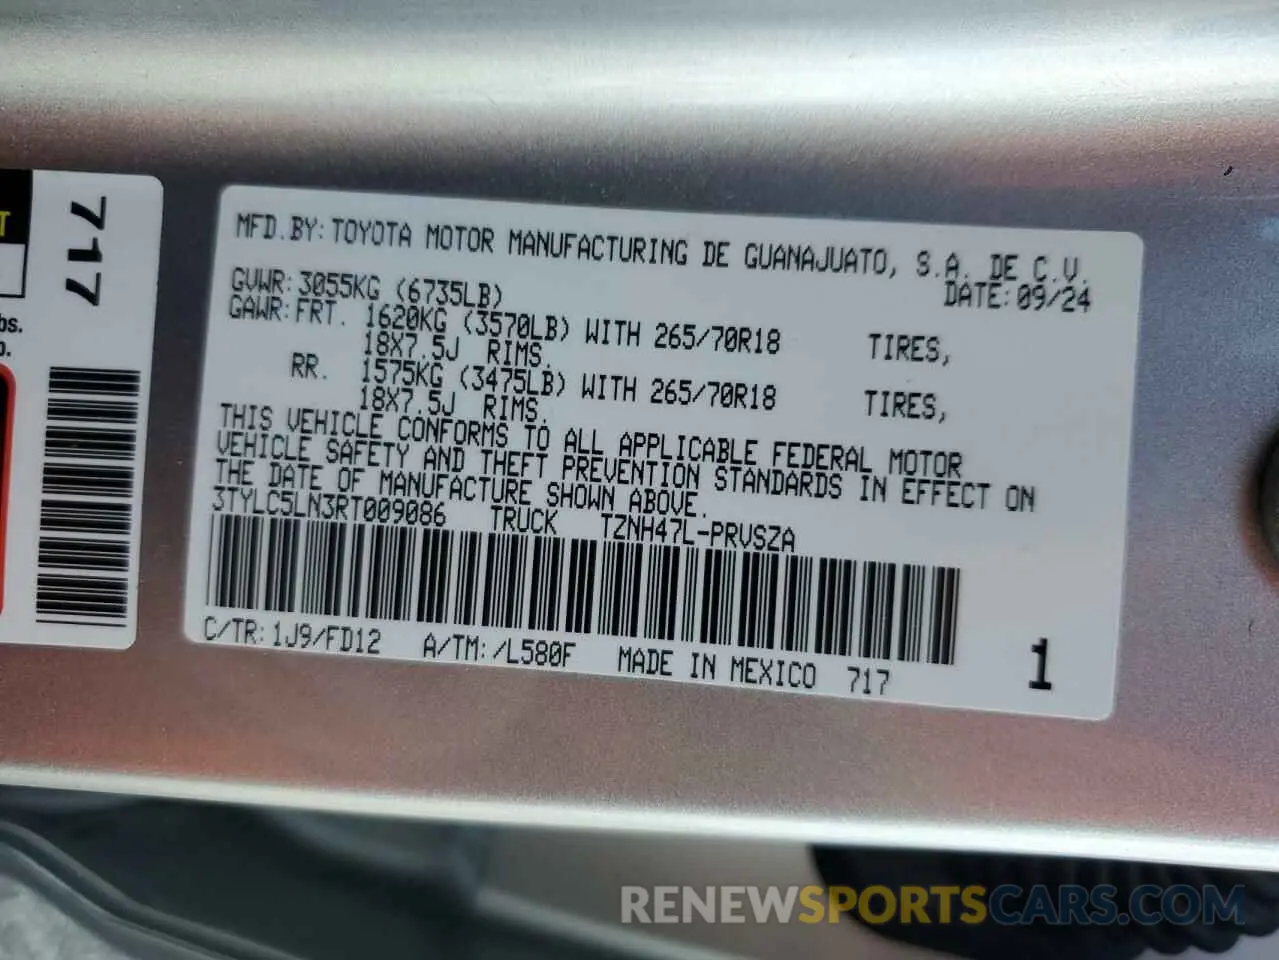 MFD.BY:TOYOTA MOTOR MANUFACTURING DE GUANAJUATO, S.A. DE C.V.
GVWR:3055KG (6735LB) DATE:09/24
GAWR:FRT. 1620KG (3570LB) WITH 265/70R18 TIRES,
18X7.5J RIMS.
RR. 1575KG (3475LB) WITH 265/70R18 TIRES,
18X7.5J RIMS.
THIS VEHICLE CONFORMS TO ALL APPLICABLE FEDERAL MOTOR
VEHICLE SAFETY AND THEFT PREVENTION STANDARDS IN EFFECT ON
THE DATE OF MANUFACTURE SHOWN ABOVE.
3TYLC5LN3RT009086 TRUCK TZNH47L-PRVSZA
C/TR:1J9/FD12 A/TM:/L580F MADE IN MEXICO 717
1
717
bs.
RENEWSPORTSCARS.COM